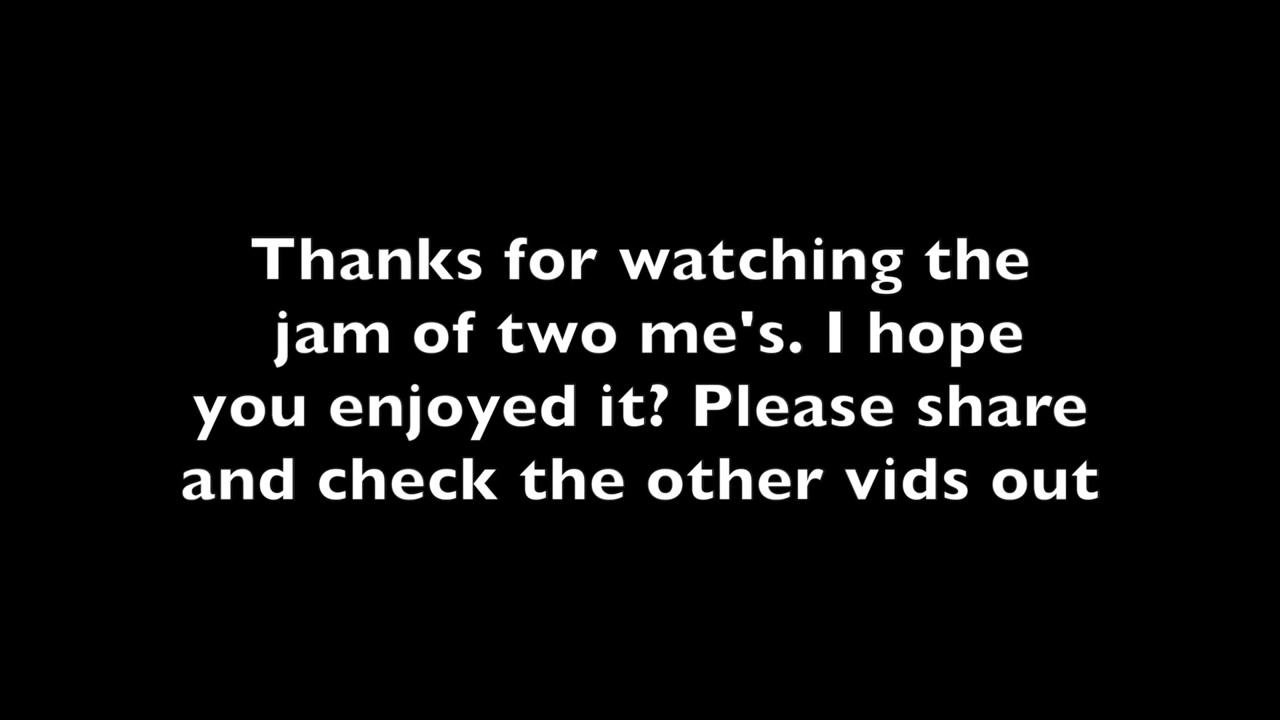 Thanks for watching the
jam of two me's. I hope
you enjoyed it? Please share
and check the other vids out